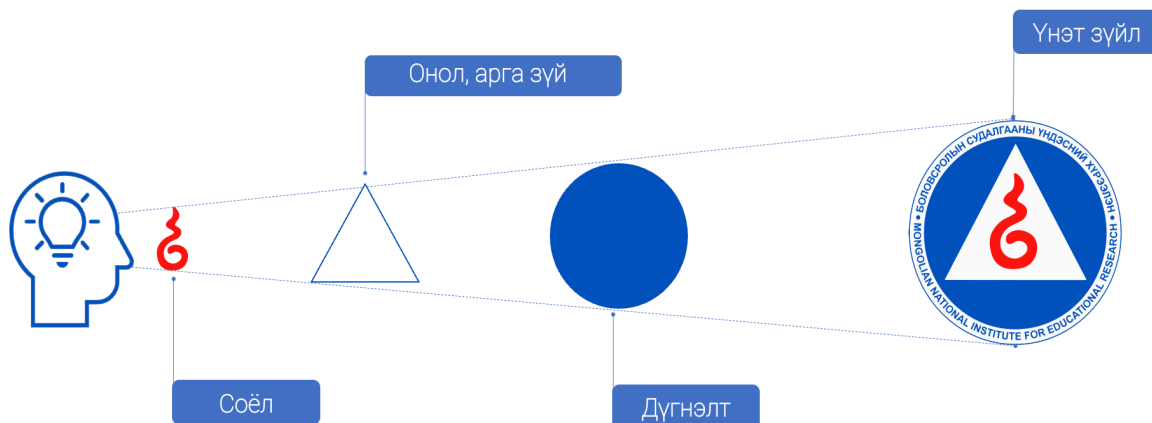 Үнэт зүйл
Онол, арга зүй
• БОЛОВСРОЛЫН СУДАЛГААНЫ ҮНДЭСНИЙ ХҮРЭЭЛЭН •
MONGOLIAN NATIONAL INSTITUTE FOR EDUCATIONAL RESEARCH
Соёл
Дүгнэлт